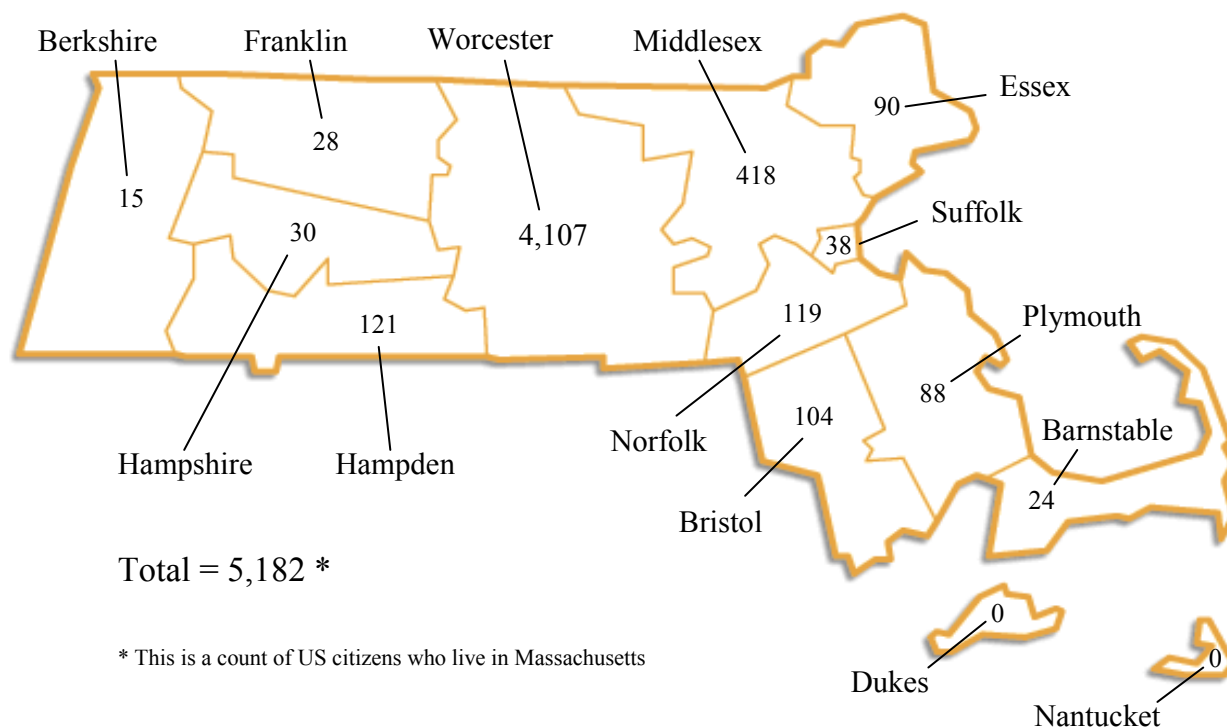 Berkshire
Franklin
Worcester
Middlesex
Essex
90
28
418
15
Suffolk
30
4,107
38
121
119
Plymouth
88
104
Norfolk
Barnstable
Hampshire
Hampden
24
Bristol
Total = 5,182 *
0
* This is a count of US citizens who live in Massachusetts
0
Dukes
Nantucket